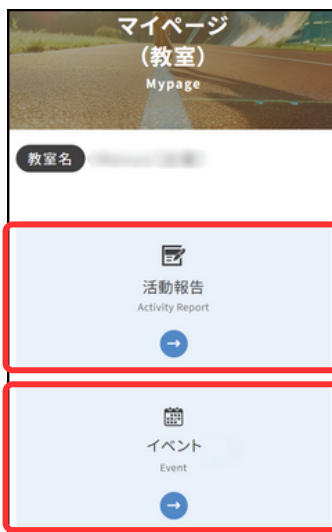 マイページ
（教室）
Mypage
教室名
活動報告
Activity Report
イベント
Event